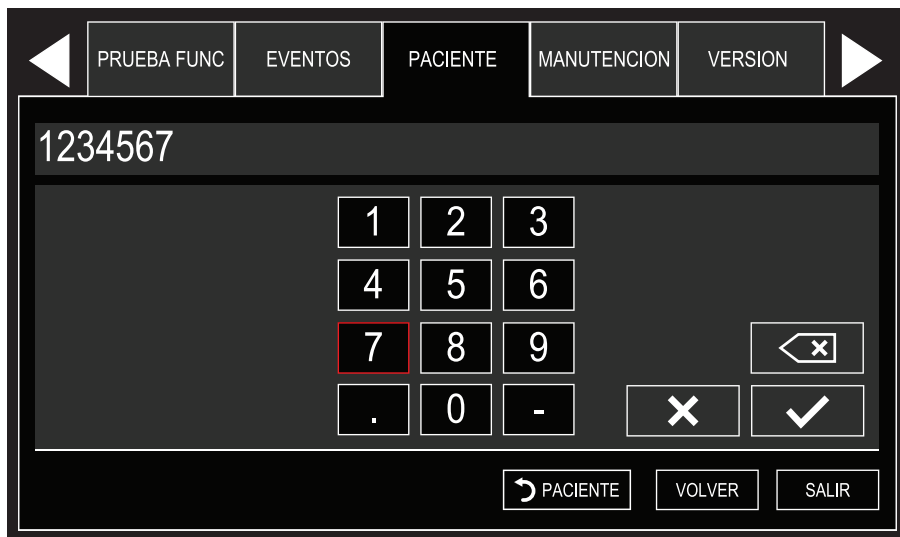 PRUEBA FUNC EVENTOS PACIENTE MANUTENCION VERSION
1234567
1 2 3
4 5 6
7 8 9
. 0 -
PACIENTE VOLVER SALIR